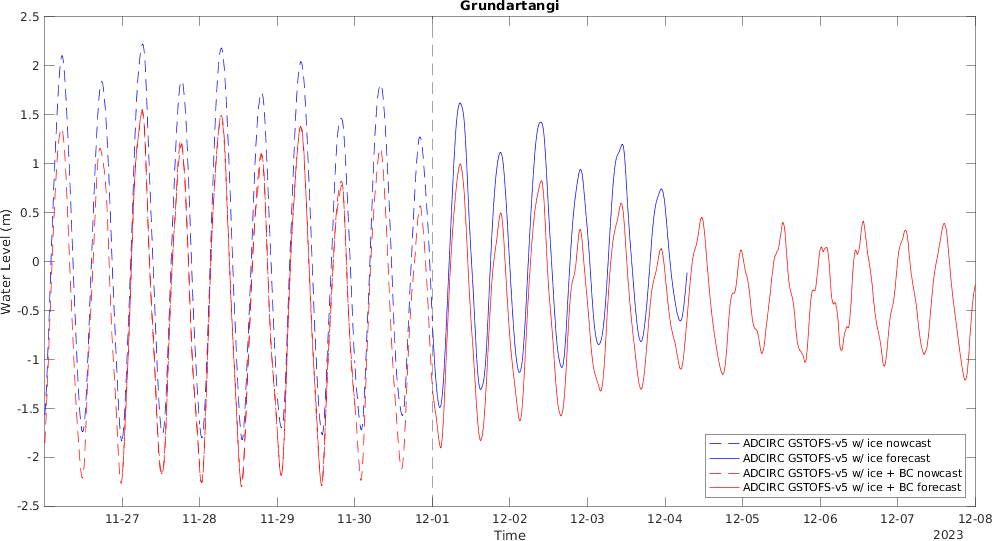 Grundartangi
2.5
2
1.5
1
0.5
0
-0.5
-1
-1.5
-2
-2.5
Water Level (m)
11-27 11-28 11-29 11-30 12-01 12-02 12-03 12-04 12-05 12-06 12-07 12-08
Time
2023
ADCIRC GSTOFS-v5 w/ ice nowcast
ADCIRC GSTOFS-v5 w/ ice forecast
ADCIRC GSTOFS-v5 w/ ice + BC nowcast
ADCIRC GSTOFS-v5 w/ ice + BC forecast